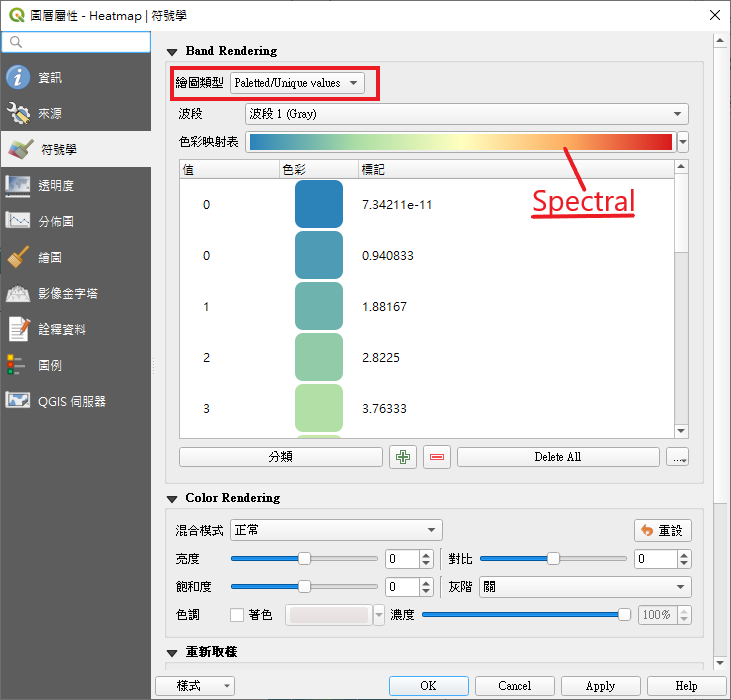 圖層屬性 - Heatmap | 符號學
資訊
來源
符號學
透明度
分佈圖
繪圖
影像金字塔
詮釋資料
圖例
QGIS 伺服器
Band Rendering
繪圖類型 Paletted/Unique values
波段 波段 1 (Gray)
色彩映射表
值 色彩 標記
0 7.34211e-11
Spectral
0 0.940833
1 1.88167
2 2.8225
3 3.76333
分類 Delete All ...
Color Rendering
混合模式 正常 重設
亮度 0 對比 0
飽和度 0 灰階 關
色調 著色 濃度 100%
重新取樣
樣式 OK Cancel Apply Help